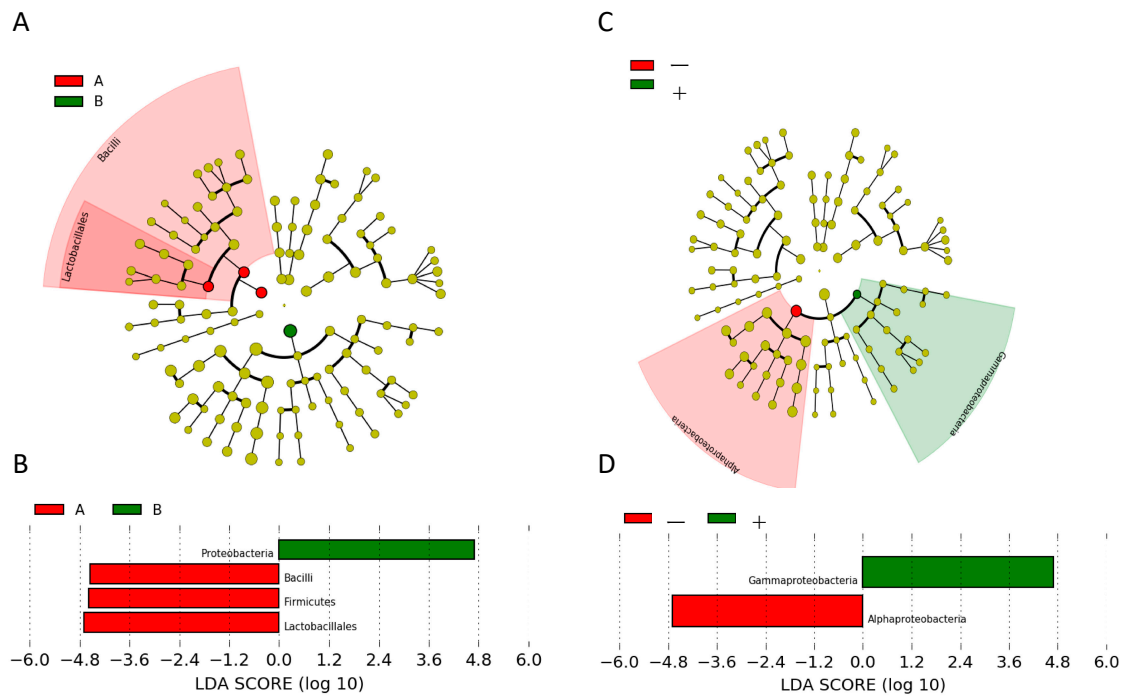 A
A
B
Bacilli
Lactobacillales
C
—
+
Alphaproteobacteria
Gammaproteobacteria
B
A B
Proteobacteria
Bacilli
Firmicutes
Lactobacillales
−6.0 −4.8 −3.6 −2.4 −1.2 0.0 1.2 2.4 3.6 4.8 6.0
LDA SCORE (log 10)
D
— +
Gammaproteobacteria
Alphaproteobacteria
−6.0 −4.8 −3.6 −2.4 −1.2 0.0 1.2 2.4 3.6 4.8 6.0
LDA SCORE (log 10)